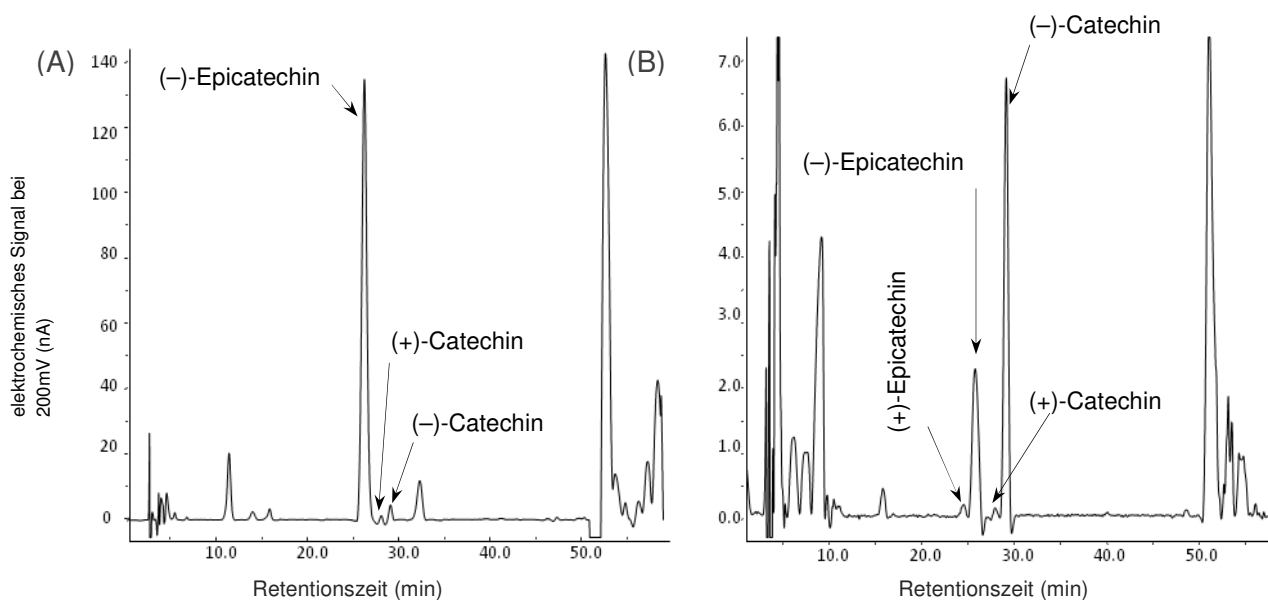 (A)
(–)-Epicatechin
(+)-Catechin
(–)-Catechin
elektrochemisches Signal bei
200mV (nA)
140
120
100
80
60
40
20
0
10.0
20.0
30.0
40.0
50.0
Retentionszeit (min)
(B)
(–)-Catechin
(–)-Epicatechin
(+)-Epicatechin
(+)-Catechin
7.0
6.0
5.0
4.0
3.0
2.0
1.0
0.0
10.0
20.0
30.0
40.0
50.0
Retentionszeit (min)